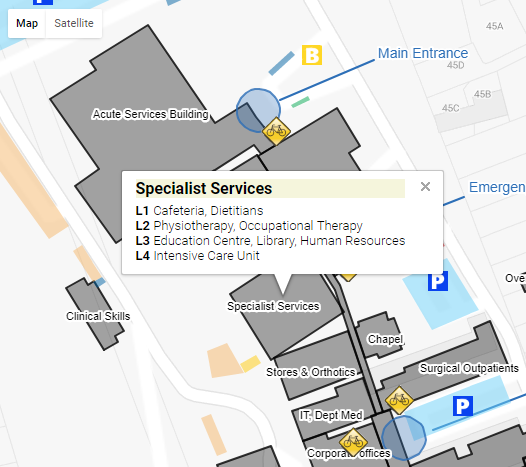 P
Map
Satellite
45A
B
Main Entrance
45D
45B
45C
Acute Services Building
Specialist Services
L1 Cafeteria, Dietitians
L2 Physiotherapy, Occupational Therapy
L3 Education Centre, Library, Human Resources
L4 Intensive Care Unit
Emergen
P
Ove
Specialist Services
Clinical Skills
Chapel
Stores & Orthotics
Surgical Outpatients
P
IT, Dept Med
Corporate offices